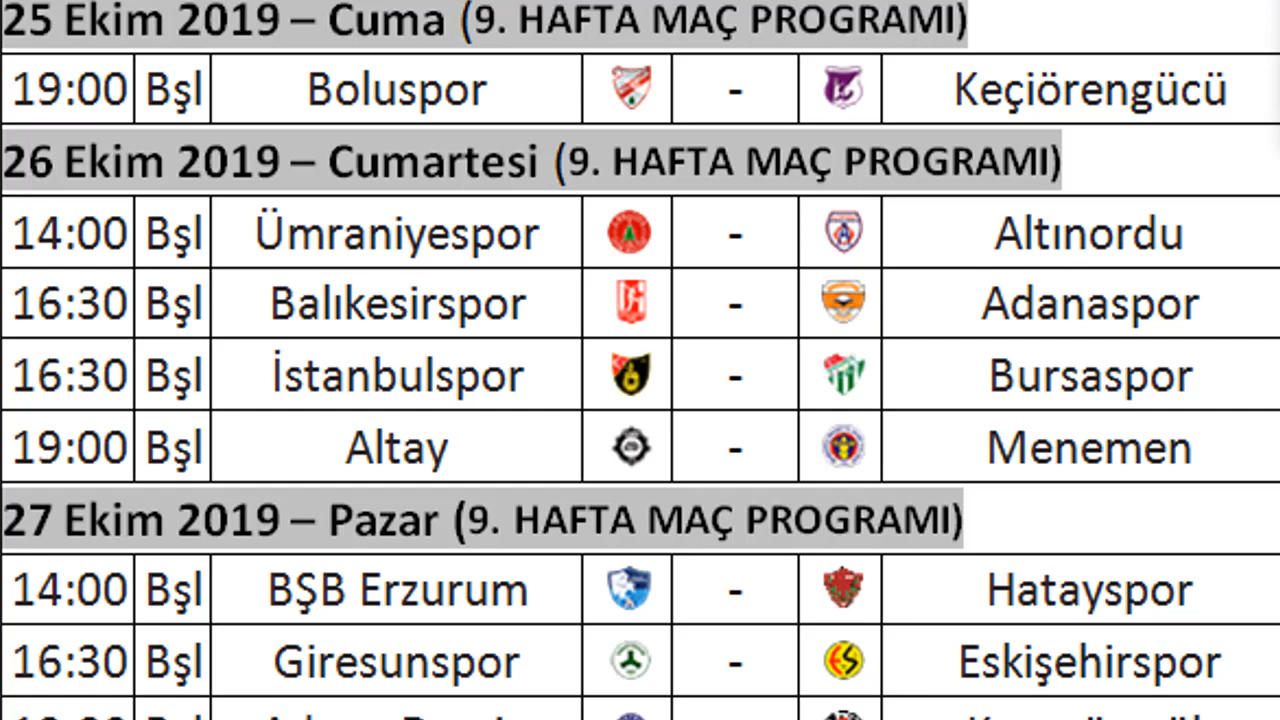 25 Ekim 2019 – Cuma (9. HAFTA MAÇ PROGRAMI)
19:00 Bşl Boluspor - Keçiörengücü
26 Ekim 2019 – Cumartesi (9. HAFTA MAÇ PROGRAMI)
14:00 Bşl Ümraniyespor - Altınordu
16:30 Bşl Balıkesirspor - Adanaspor
16:30 Bşl İstanbulspor - Bursaspor
19:00 Bşl Altay - Menemen
27 Ekim 2019 – Pazar (9. HAFTA MAÇ PROGRAMI)
14:00 Bşl BŞB Erzurum - Hatayspor
16:30 Bşl Giresunspor - Eskişehirspor